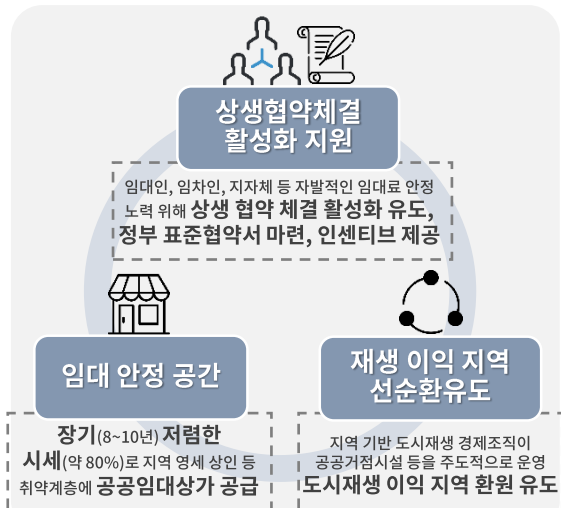 상생협약체결
활성화 지원
임대인, 임차인, 지자체 등 자발적인 임대료 안정
노력 위해 상생 협약 체결 활성화 유도,
정부 표준협약서 마련, 인센티브 제공
임대 안정 공간
장기(8~10년) 저렴한
시세(약 80%)로 지역 영세 상인 등
취약계층에 공공임대상가 공급
재생 이익 지역
선순환유도
지역 기반 도시재생 경제조직이
공공거점시설 등을 주도적으로 운영
도시재생 이익 지역 환원 유도